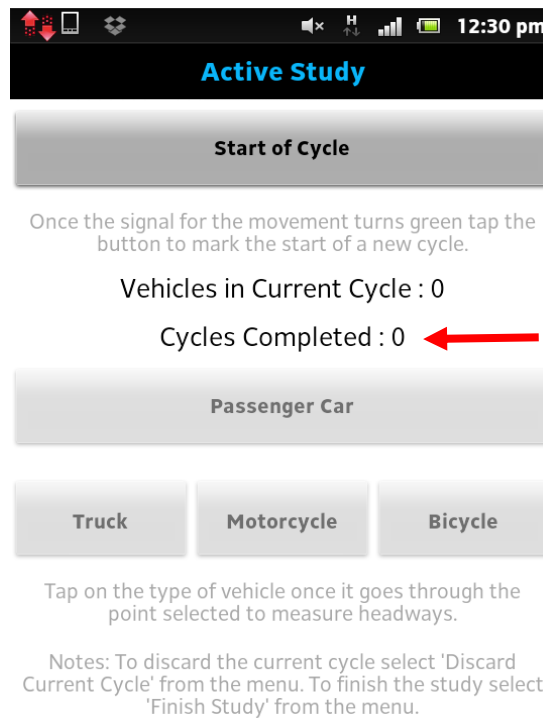 H 12:30 pm
Active Study
Start of Cycle
Once the signal for the movement turns green tap the
button to mark the start of a new cycle.
Vehicles in Current Cycle : 0
Cycles Completed : 0
Passenger Car
Truck Motorcycle Bicycle
Tap on the type of vehicle once it goes through the
point selected to measure headways.
Notes: To discard the current cycle select 'Discard
Current Cycle' from the menu. To finish the study select
'Finish Study' from the menu.